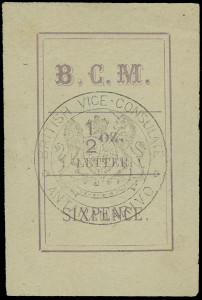 B. C. M.
BRITISH VICE-CONSULATE
1/2 OZ.
LETTER.
ANTANANARIVO
SIXPENCE.